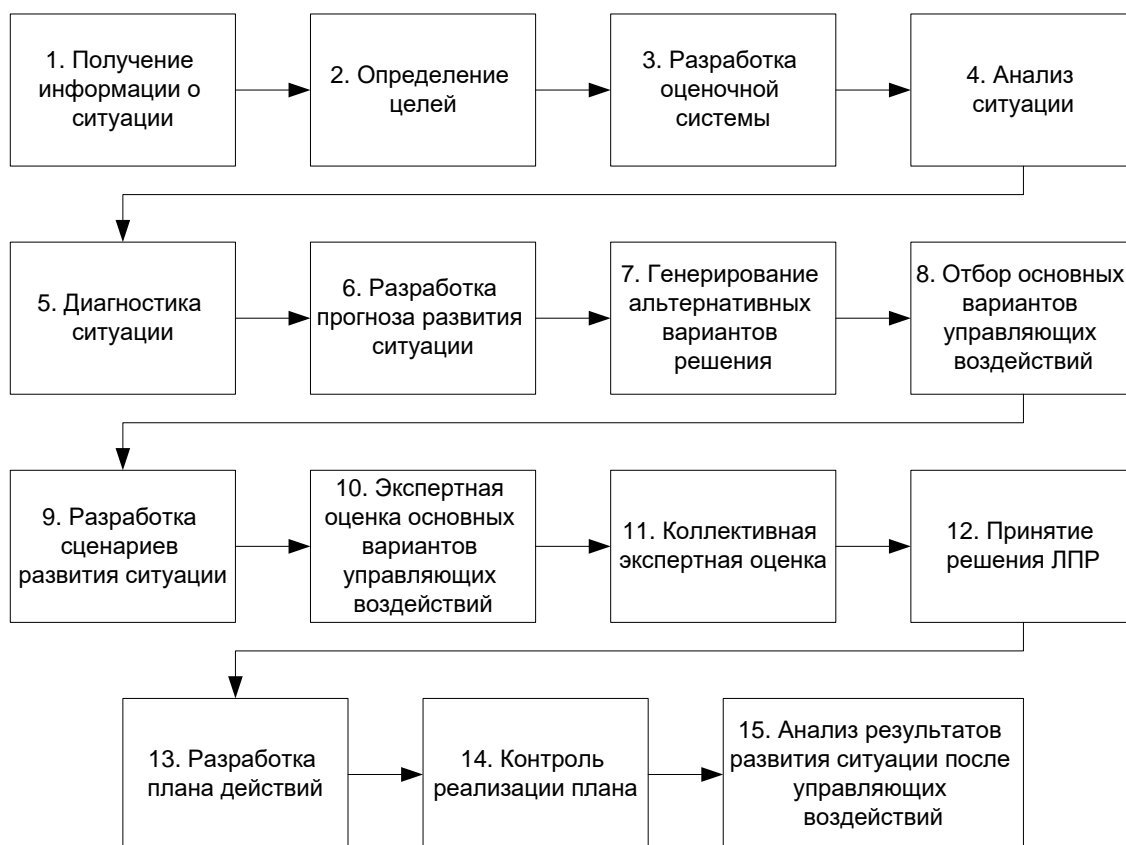 1. Получение
информации о
ситуации
2. Определение
целей
3. Разработка
оценочной
системы
4. Анализ
ситуации
5. Диагностика
ситуации
6. Разработка
прогноза развития
ситуации
7. Генерирование
альтернативных
вариантов
решения
8. Отбор основных
вариантов
управляющих
воздействий
9. Разработка
сценариев
развития ситуации
10. Экспертная
оценка основных
вариантов
управляющих
воздействий
11. Коллективная
экспертная оценка
12. Принятие
решения ЛПР
13. Разработка
плана действий
14. Контроль
реализации плана
15. Анализ результатов
развития ситуации после
управляющих
воздействий